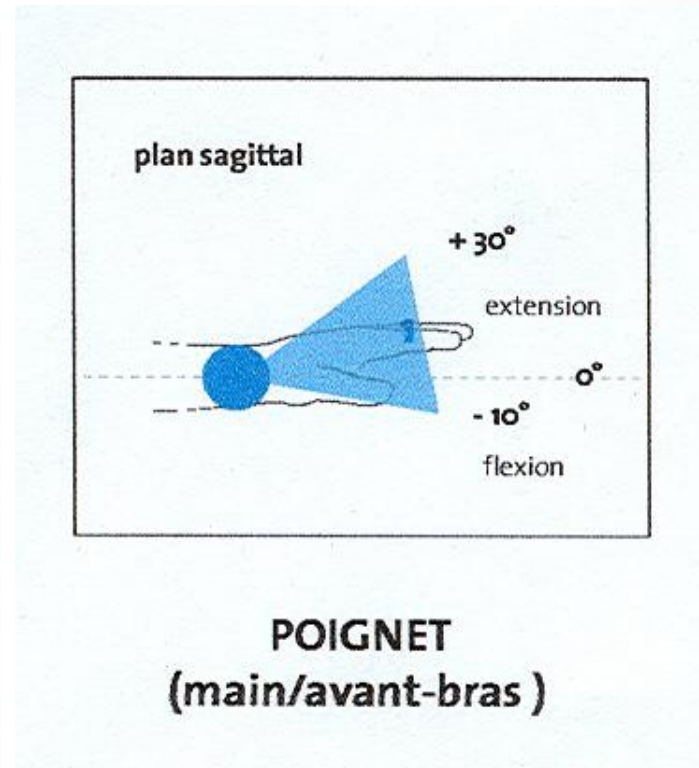 plan sagittal
+ 30°
extension
0°
- 10°
flexion
POIGNET
(main/avant-bras )